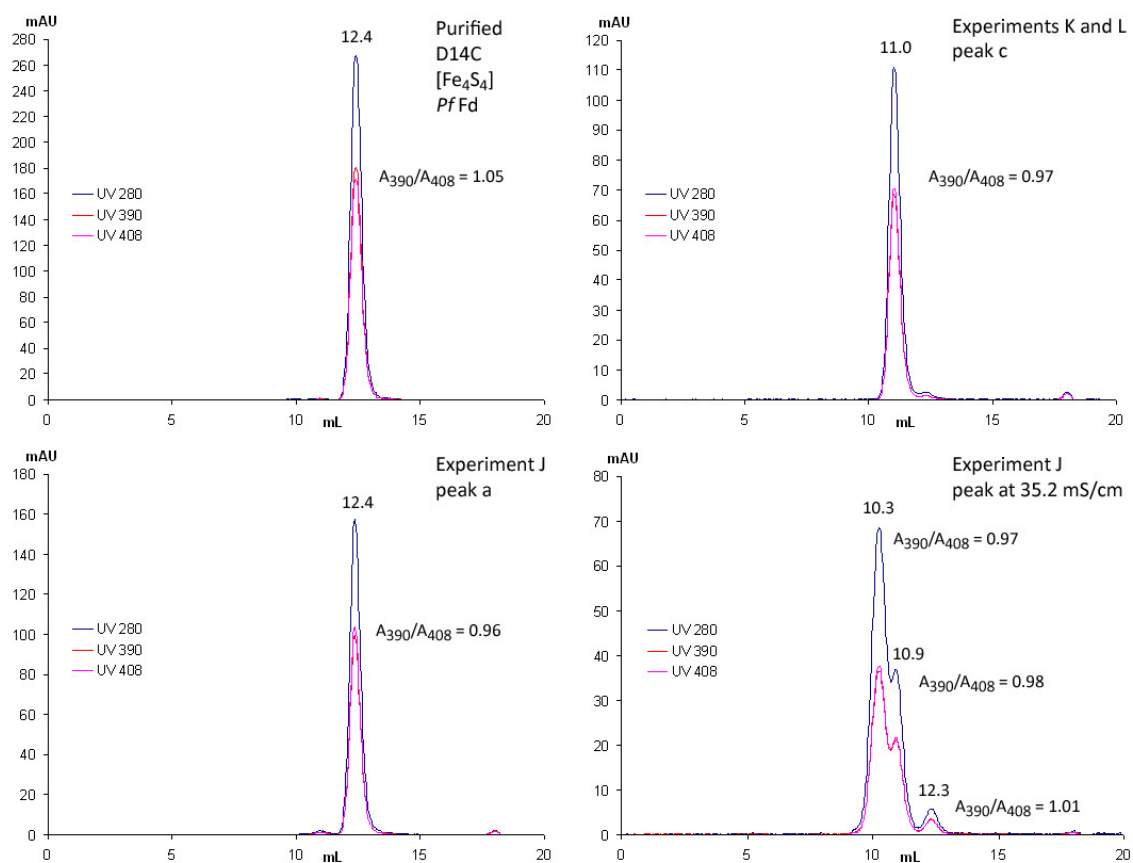 mAU
280
260
240
220
200
180
160
140
120
100
80
60
40
20
0
0
5
10
15
20
mL
12.4
Purified
D14C
[Fe₄S₄]
Pf Fd
A₃₉₀/A₄₀₈ = 1.05
UV 280
UV 390
UV 408
mAU
120
110
100
90
80
70
60
50
40
30
20
10
0
0
5
10
15
20
mL
11.0
Experiments K and L
peak c
A₃₉₀/A₄₀₈ = 0.97
UV 280
UV 390
UV 408
mAU
180
160
140
120
100
80
60
40
20
0
0
5
10
15
20
mL
12.4
Experiment J
peak a
A₃₉₀/A₄₀₈ = 0.96
UV 280
UV 390
UV 408
mAU
80
70
60
50
40
30
20
10
0
0
5
10
15
20
mL
Experiment J
peak at 35.2 mS/cm
10.3
A₃₉₀/A₄₀₈ = 0.97
10.9
A₃₉₀/A₄₀₈ = 0.98
12.3
A₃₉₀/A₄₀₈ = 1.01
UV 280
UV 390
UV 408